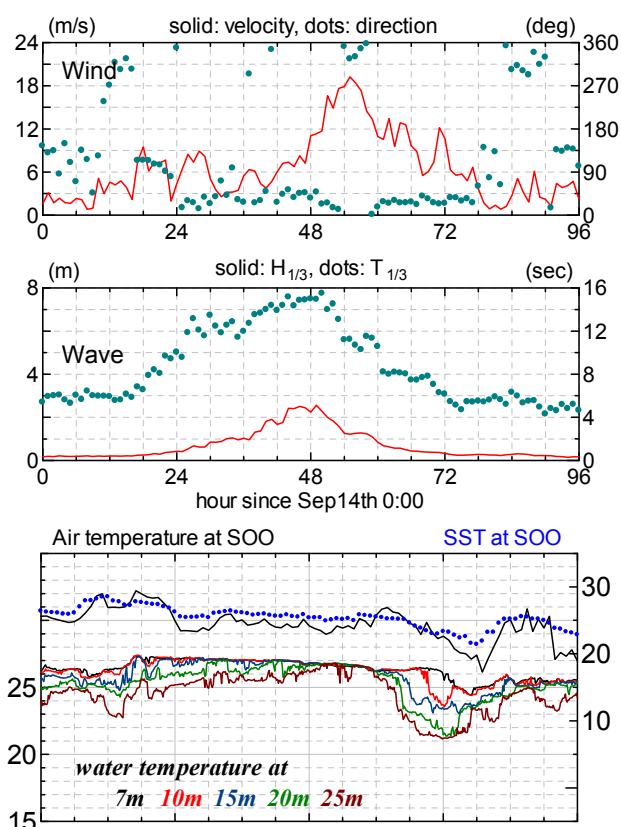 (m/s) solid: velocity, dots: direction (deg)
24 360
Wind
18 270
12 180
6 90
0 0
0 24 48 72 96
(m) solid: H1/3, dots: T 1/3 (sec)
8 16
12
Wave
4 8
4
0 0
0 24 48 72 96
hour since Sep14th 0:00
Air temperature at SOO SST at SOO
30
25
20
25
10
20
water temperature at
7m 10m 15m 20m 25m
15